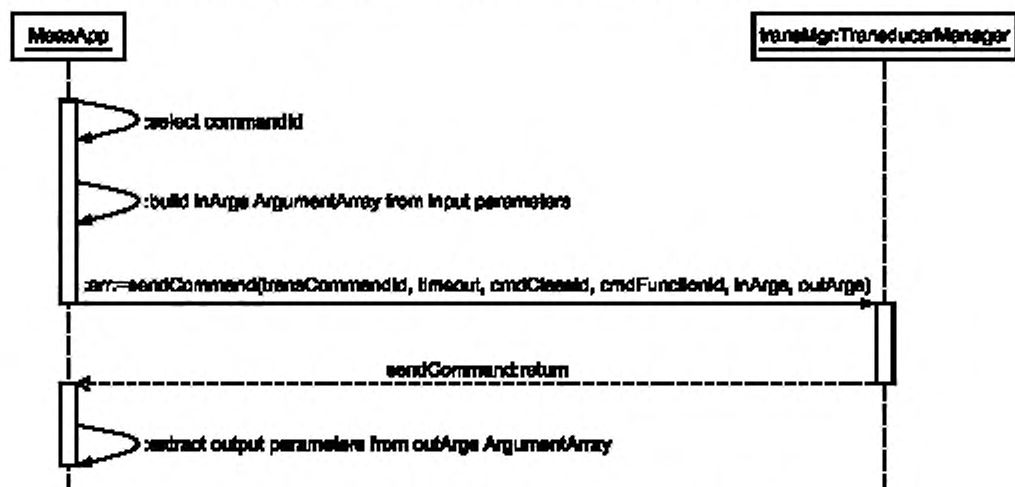 MeasApp
transMgr:TransducerManager
:select commandId
:build inArgs ArgumentArray from input parameters
:err:=sendCommand(transCommandId, timeout, cmdClassId, cmdFunctionId, inArgs, outArgs)
sendCommand:return
:extract output parameters from outArgs ArgumentArray